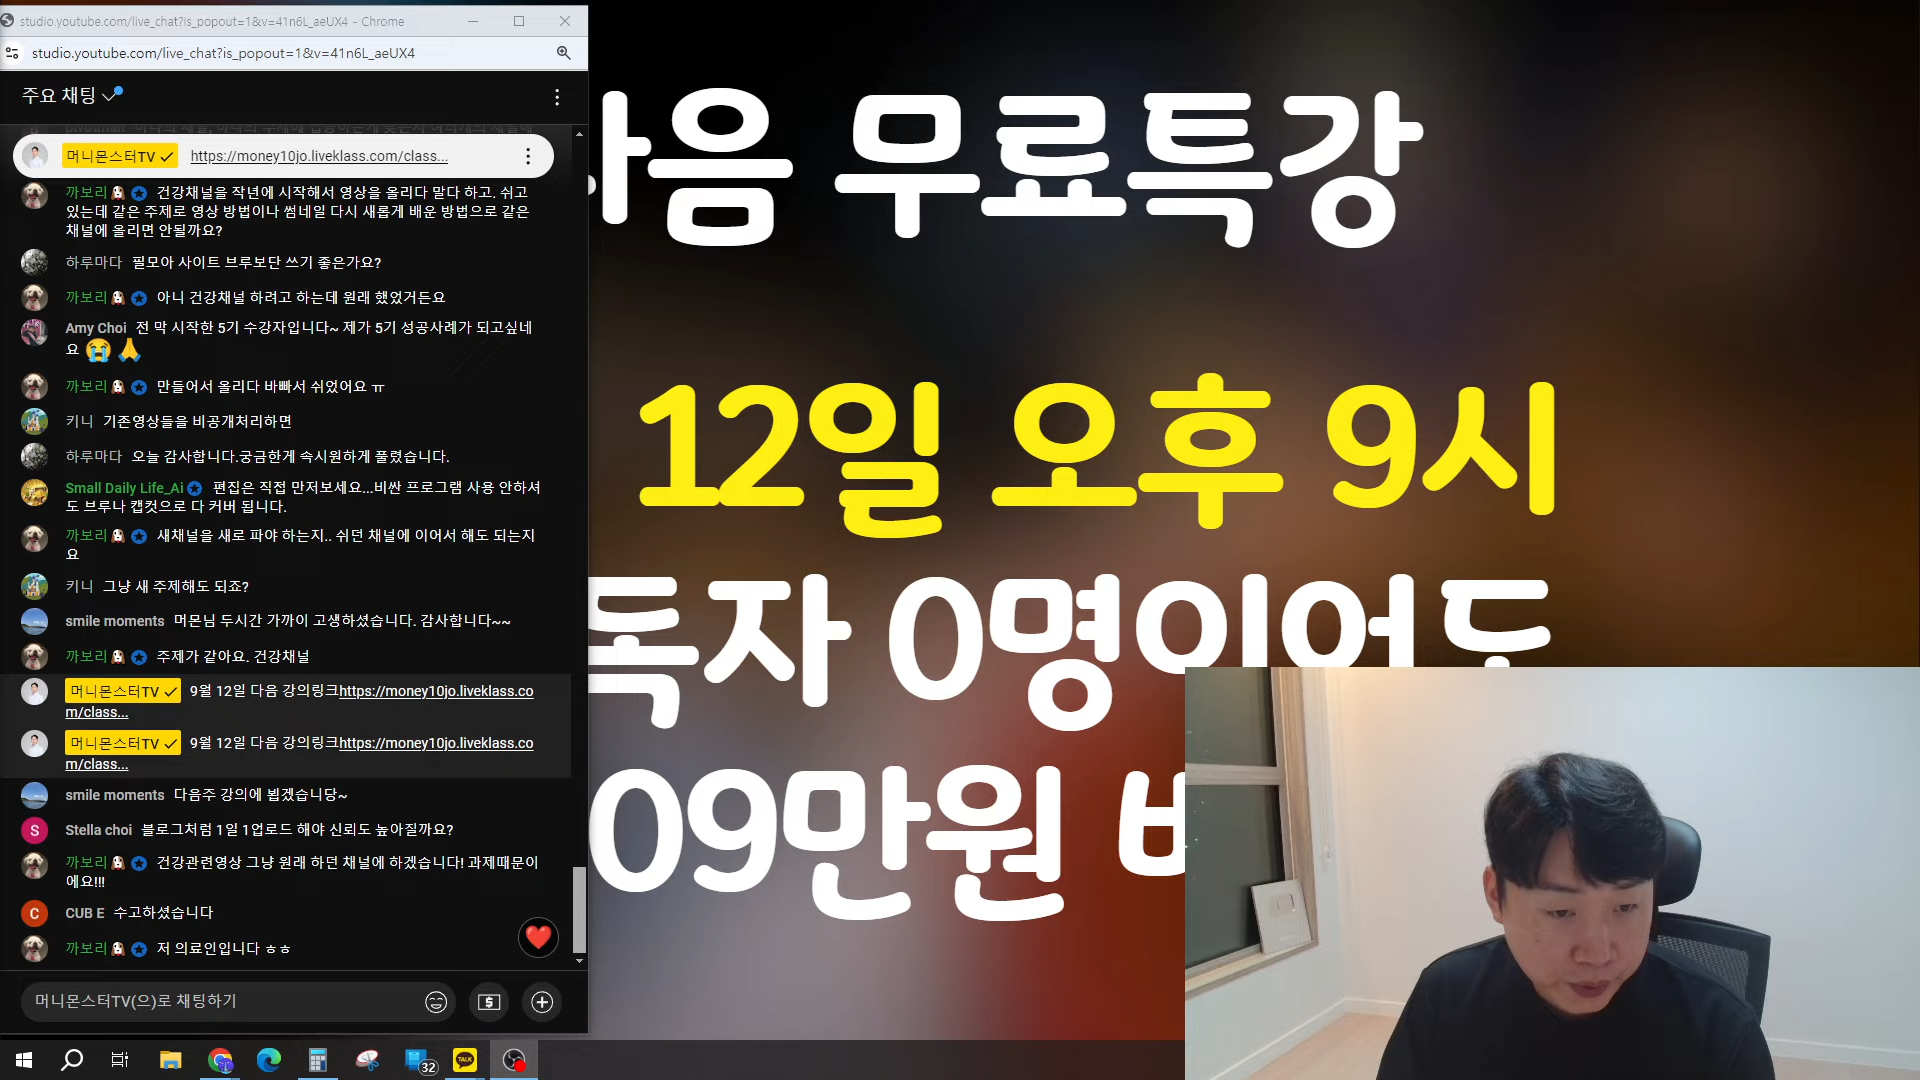 studio.youtube.com/live_chat?is_popout=1&v=41n6L_aeUX4 - Chrome
studio.youtube.com/live_chat?is_popout=1&v=41n6L_aeUX4
주요 채팅
머니몬스터TV https://money10jo.liveklass.com/class...
까보리 건강채널을 작년에 시작해서 영상을 올리다 말다 하고. 쉬고
있는데 같은 주제로 영상 방법이나 썸네일 다시 새롭게 배운 방법으로 같은
채널에 올리면 안될까요?
하루마다 필모아 사이트 브루보단 쓰기 좋은가요?
까보리 아니 건강채널 하려고 하는데 원래 했었거든요
Amy Choi 전 막 시작한 5기 수강자입니다~ 제가 5기 성공사례가 되고싶네
요 😭 🙏
까보리 만들어서 올리다 바빠서 쉬었어요 ㅠ
키니 기존영상들을 비공개처리하면
하루마다 오늘 감사합니다.궁금한게 속시원하게 풀렸습니다.
Small Daily Life_Ai 편집은 직접 만저보세요...비싼 프로그램 사용 안하셔
도 브루나 캡컷으로 다 커버 됩니다.
까보리 새채널을 새로 파야 하는지.. 쉬던 채널에 이어서 해도 되는지
요
키니 그냥 새 주제해도 되죠?
smile moments 머몬님 두시간 가까이 고생하셨습니다. 감사합니다~~
까보리 주제가 같아요. 건강채널
머니몬스터TV 9월 12일 다음 강의링크https://money10jo.liveklass.co
m/class...
머니몬스터TV 9월 12일 다음 강의링크https://money10jo.liveklass.co
m/class...
smile moments 다음주 강의에 뵙겠습니당~
S Stella choi 블로그처럼 1일 1업로드 해야 신뢰도 높아질까요?
까보리 건강관련영상 그냥 원래 하던 채널에 하겠습니다! 과제때문이
에요!!!
C CUB E 수고하셨습니다
까보리 저 의료인입니다 ㅎㅎ
머니몬스터TV(으)로 채팅하기
다음 무료특강
12일 오후 9시
독자 0명이어도
09만원
TALK
32